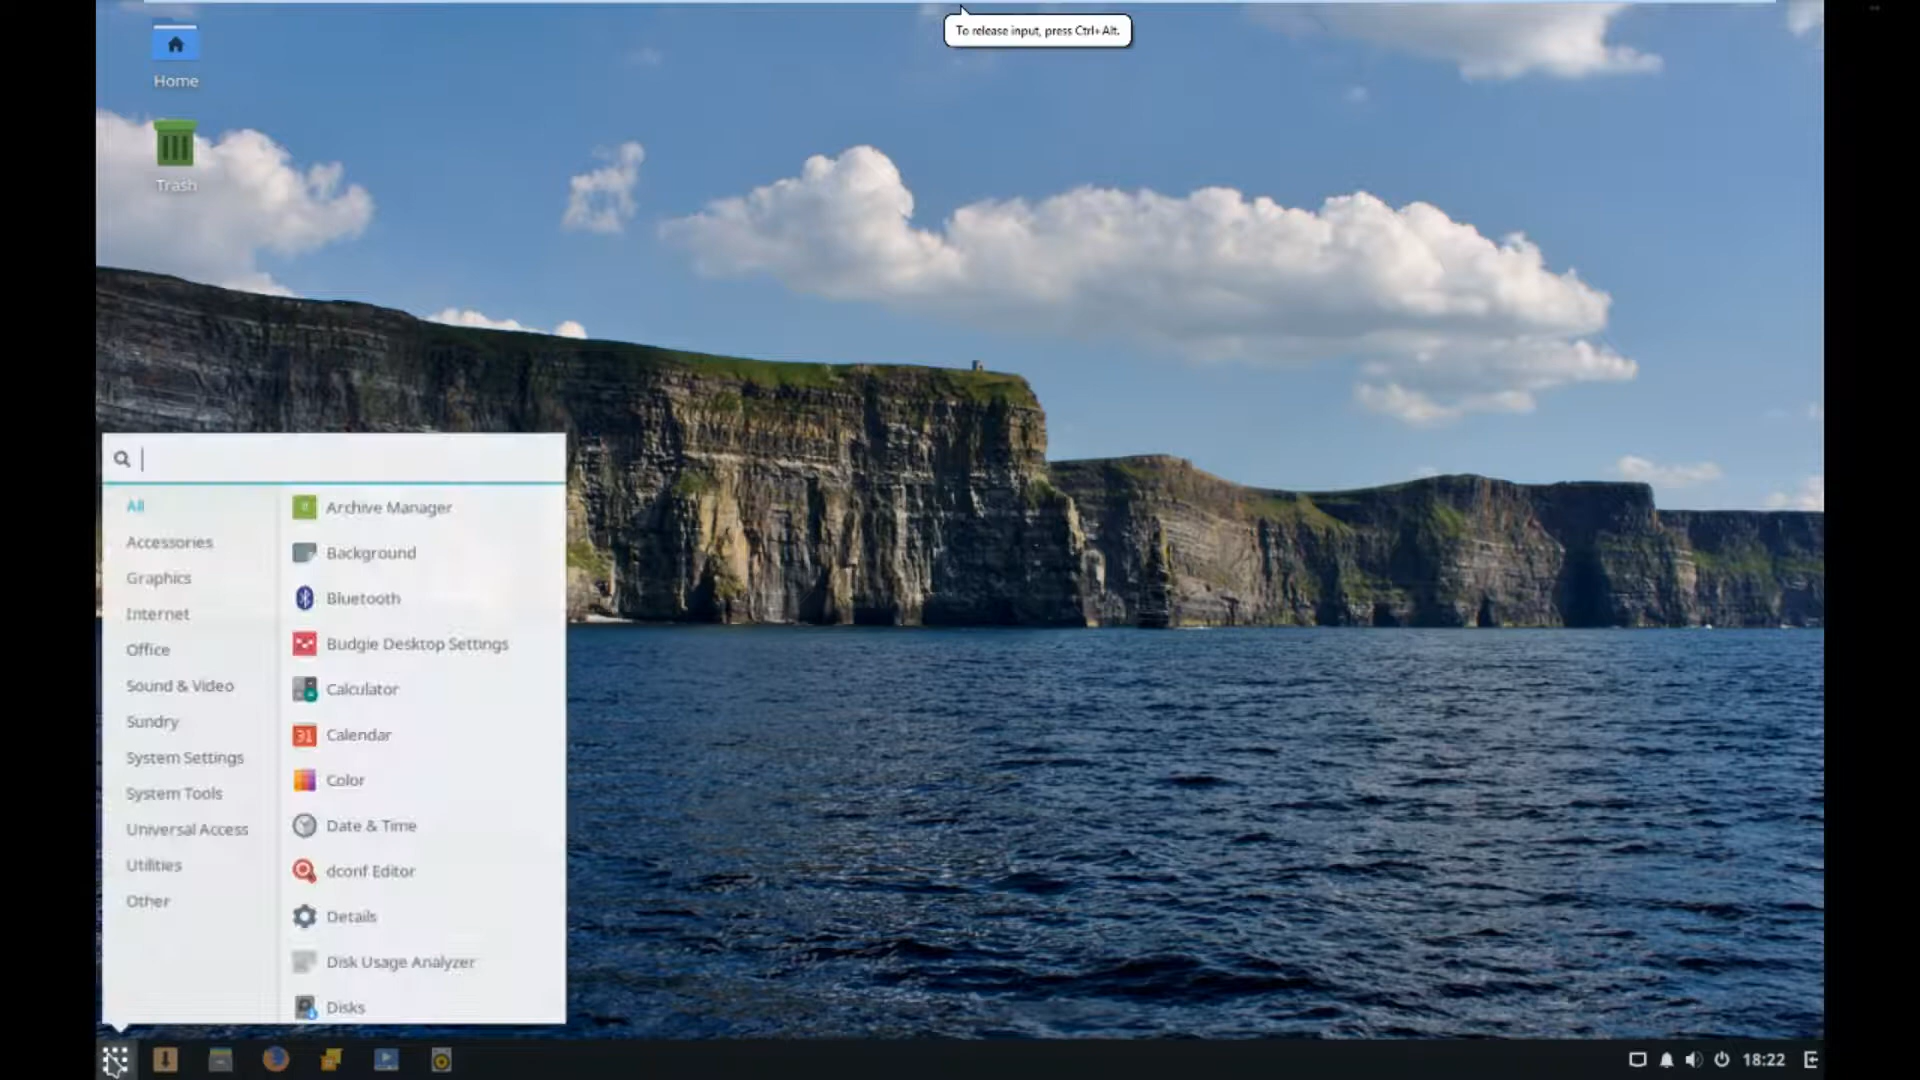 To release input, press Ctrl+Alt.
Home
Trash
All
Accessories
Graphics
Internet
Office
Sound & Video
Sundry
System Settings
System Tools
Universal Access
Utilities
Other
Archive Manager
Background
Bluetooth
Budgie Desktop Settings
Calculator
31
Calendar
Color
Date & Time
dconf Editor
Details
Disk Usage Analyzer
Disks
18:22